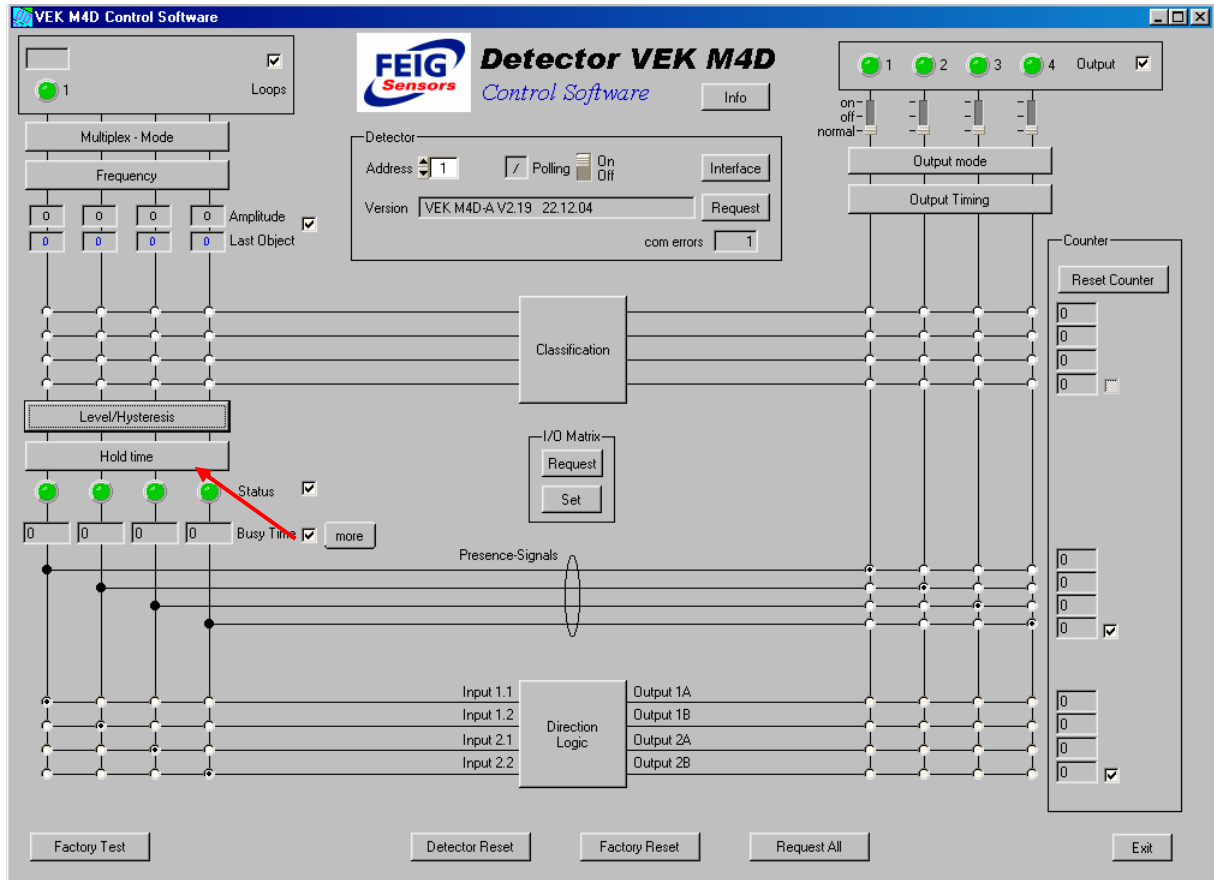 VEK M4D Control Software
1
Loops
FEIG
Sensors
Detector VEK M4D
Control Software
Info
1
2
3
4
Output
on
off
normal
Multiplex - Mode
Frequency
Output mode
Output Timing
Detector
Address 1
/ Polling On
Off
Interface
Version VEK M4D-A V2.19 22.12.04
Request
com errors 1
0 0 0 0 Amplitude
0 0 0 0 Last Object
Counter
Reset Counter
0
0
0
0
Classification
Level/Hysteresis
Hold time
I/O Matrix
Request
Set
Status
0 0 0 0 Busy Time
more
Presence-Signals
0
0
0
0
Input 1.1
Input 1.2
Input 2.1
Input 2.2
Direction
Logic
Output 1A
Output 1B
Output 2A
Output 2B
0
0
0
0
Factory Test
Detector Reset
Factory Reset
Request All
Exit